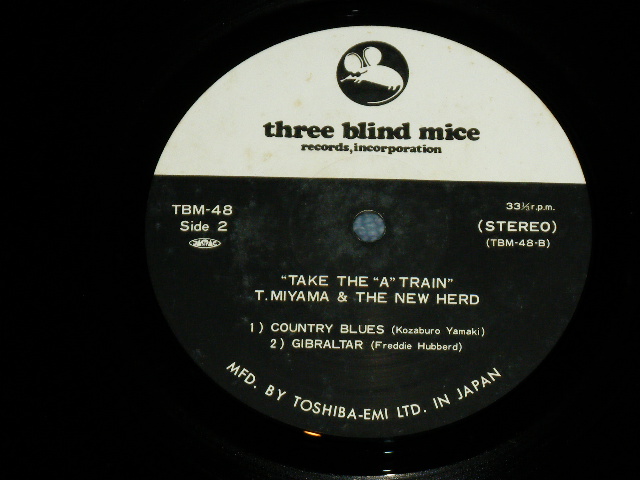 three blind mice
records, incorporation
TBM-48
Side 2
33⅓ r.p.m.
(STEREO)
(TBM-48-B)
"TAKE THE "A" TRAIN"
T.MIYAMA & THE NEW HERD
1) COUNTRY BLUES (Kozaburo Yamaki)
2) GIBRALTAR (Freddie Hubberd)
MFD. BY TOSHIBA-EMI LTD. IN JAPAN